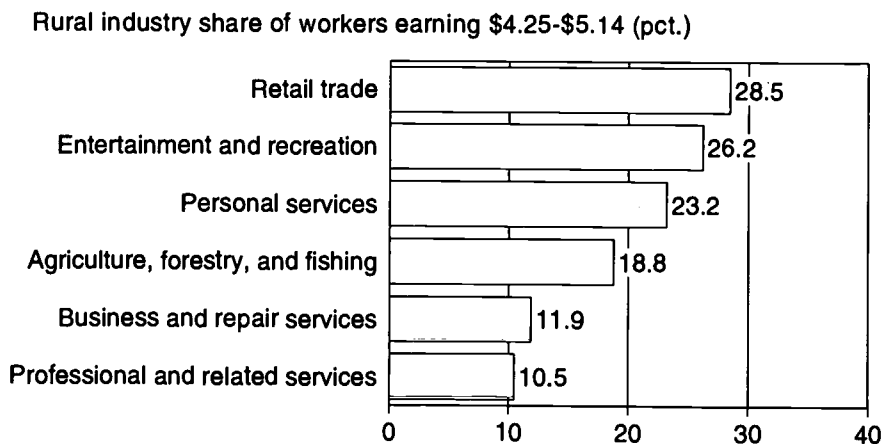 Rural industry share of workers earning $4.25-$5.14 (pct.)
Retail trade 28.5
Entertainment and recreation 26.2
Personal services 23.2
Agriculture, forestry, and fishing 18.8
Business and repair services 11.9
Professional and related services 10.5
0 10 20 30 40